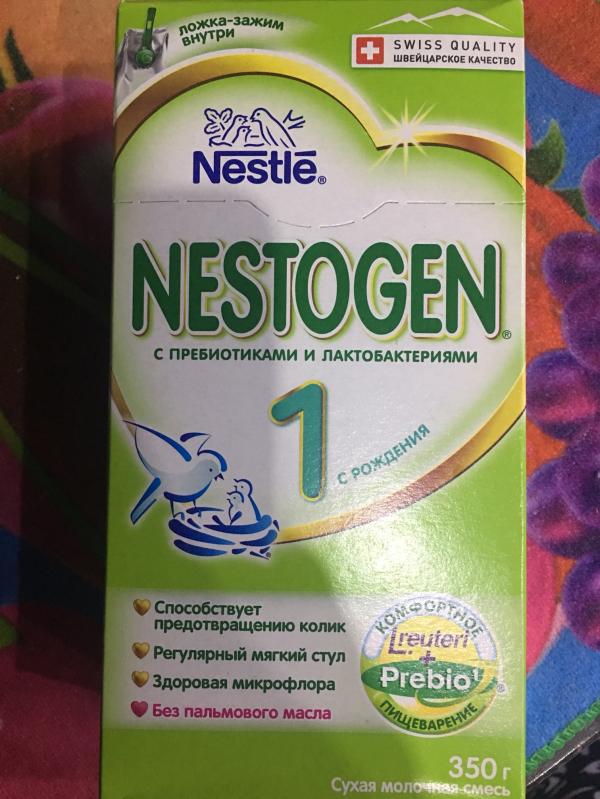 ложка-зажим
внутри
SWISS QUALITY
ШВЕЙЦАРСКОЕ КАЧЕСТВО
Nestlé®
NESTOGEN®
С ПРЕБИОТИКАМИ И ЛАКТОБАКТЕРИЯМИ
1
С РОЖДЕНИЯ
Способствует
предотвращению колик
Регулярный мягкий стул
Здоровая микрофлора
Без пальмового масла
КОМФОРТНОЕ
L.reuteri
+
Prebio¹®
ПИЩЕВАРЕНИЕ
350 г
Сухая молочная смесь